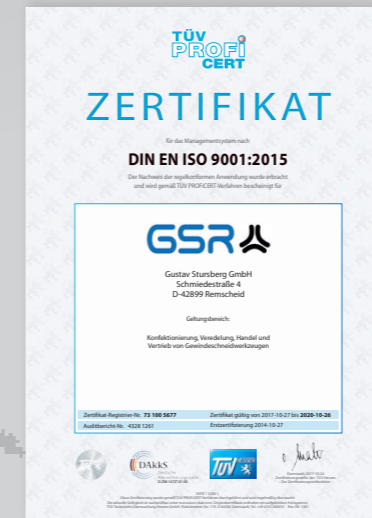 TÜV
PROFI
CERT
ZERTIFIKAT
für das Managementsystem nach
DIN EN ISO 9001:2015
Der Nachweis der regelkonformen Anwendung wurde erbracht
und wird gemäß TÜV PROFiCERT-Verfahren bescheinigt für
GSR
Gustav Stursberg GmbH
Schmiedestraße 4
D-42899 Remscheid
Geltungsbereich:
Konfektionierung, Veredelung, Handel und
Vertrieb von Gewindeschneidwerkzeugen
Zertifikat-Registrier-Nr. 73 100 5677 Zertifikat gültig von 2017-10-27 bis 2020-10-26
Auditbericht-Nr. 4328 1261 Erstzertifizierung 2014-10-27
DAkkS
Deutsche
Akkreditierungsstelle
TÜV HESSEN